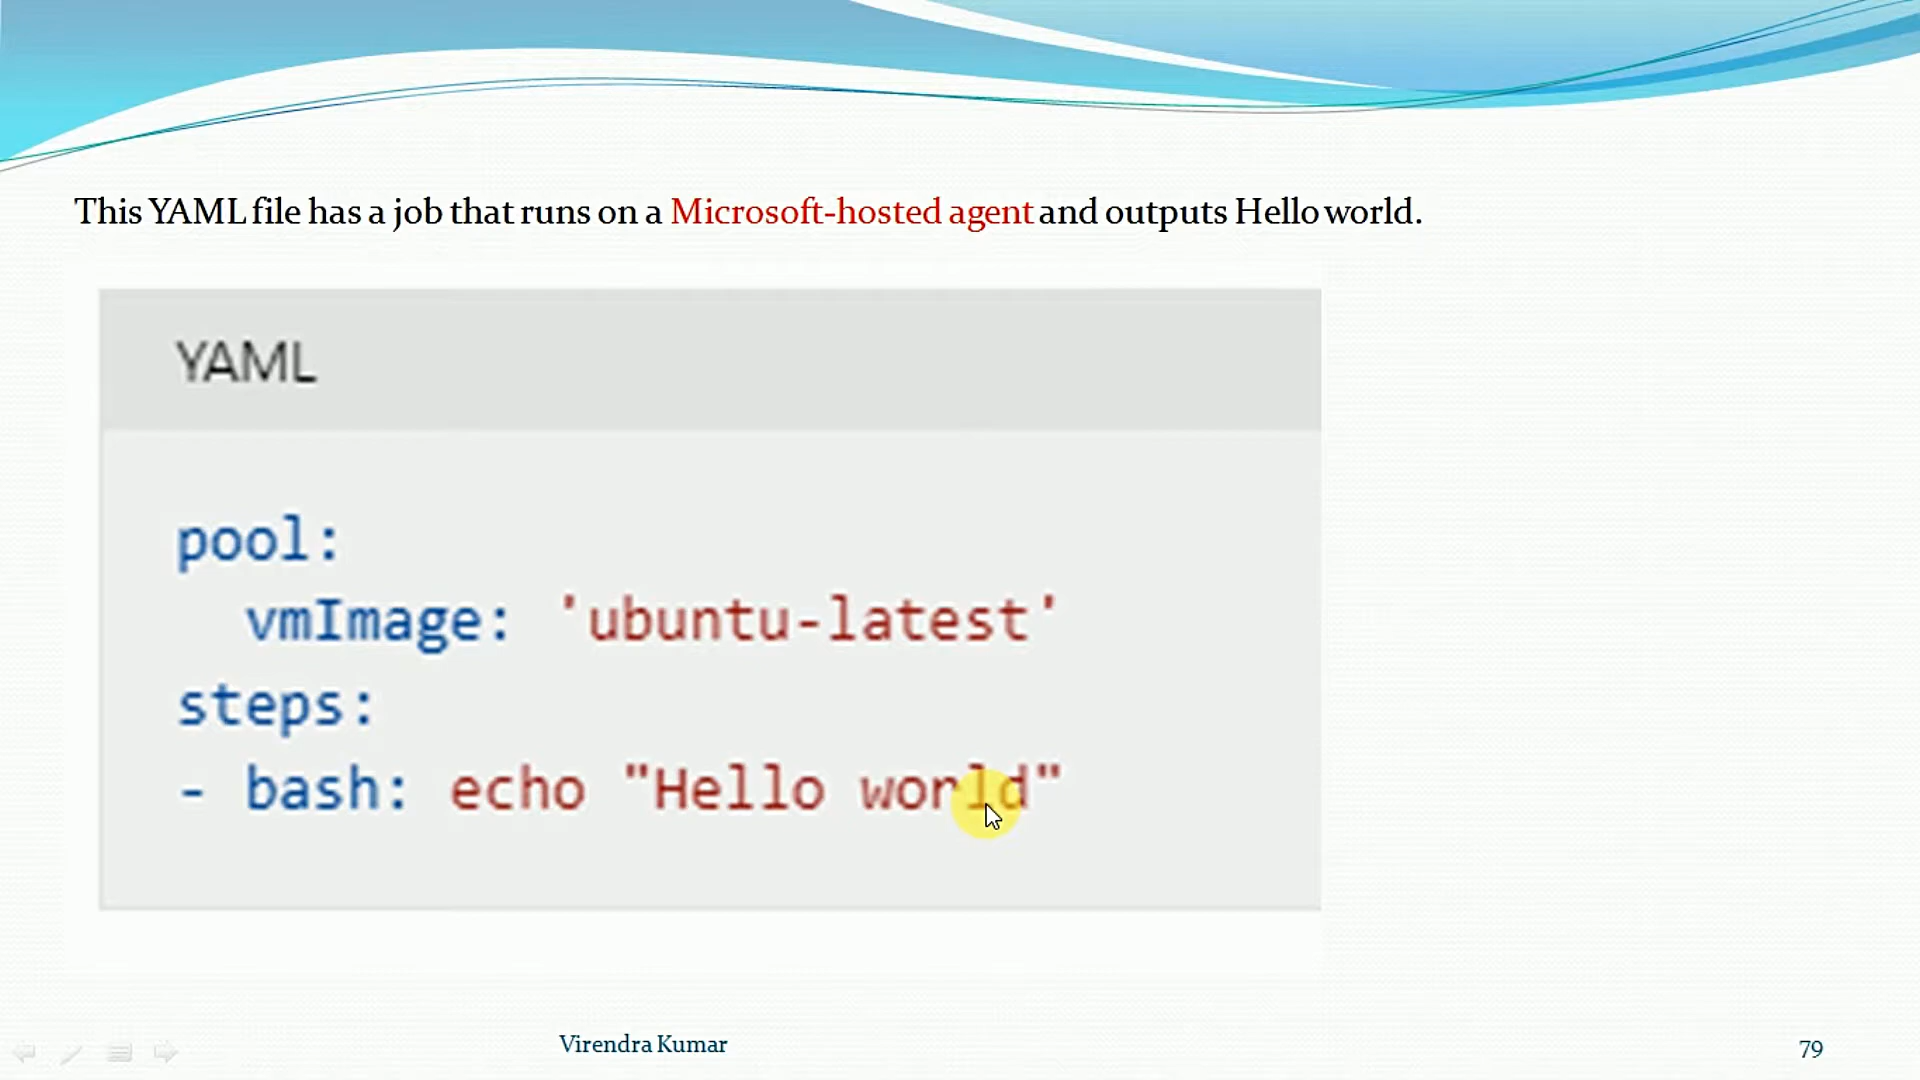 This YAML file has a job that runs on a Microsoft-hosted agent and outputs Hello world.
YAML
pool:
  vmImage: 'ubuntu-latest'
steps:
- bash: echo "Hello world"
Virendra Kumar
79